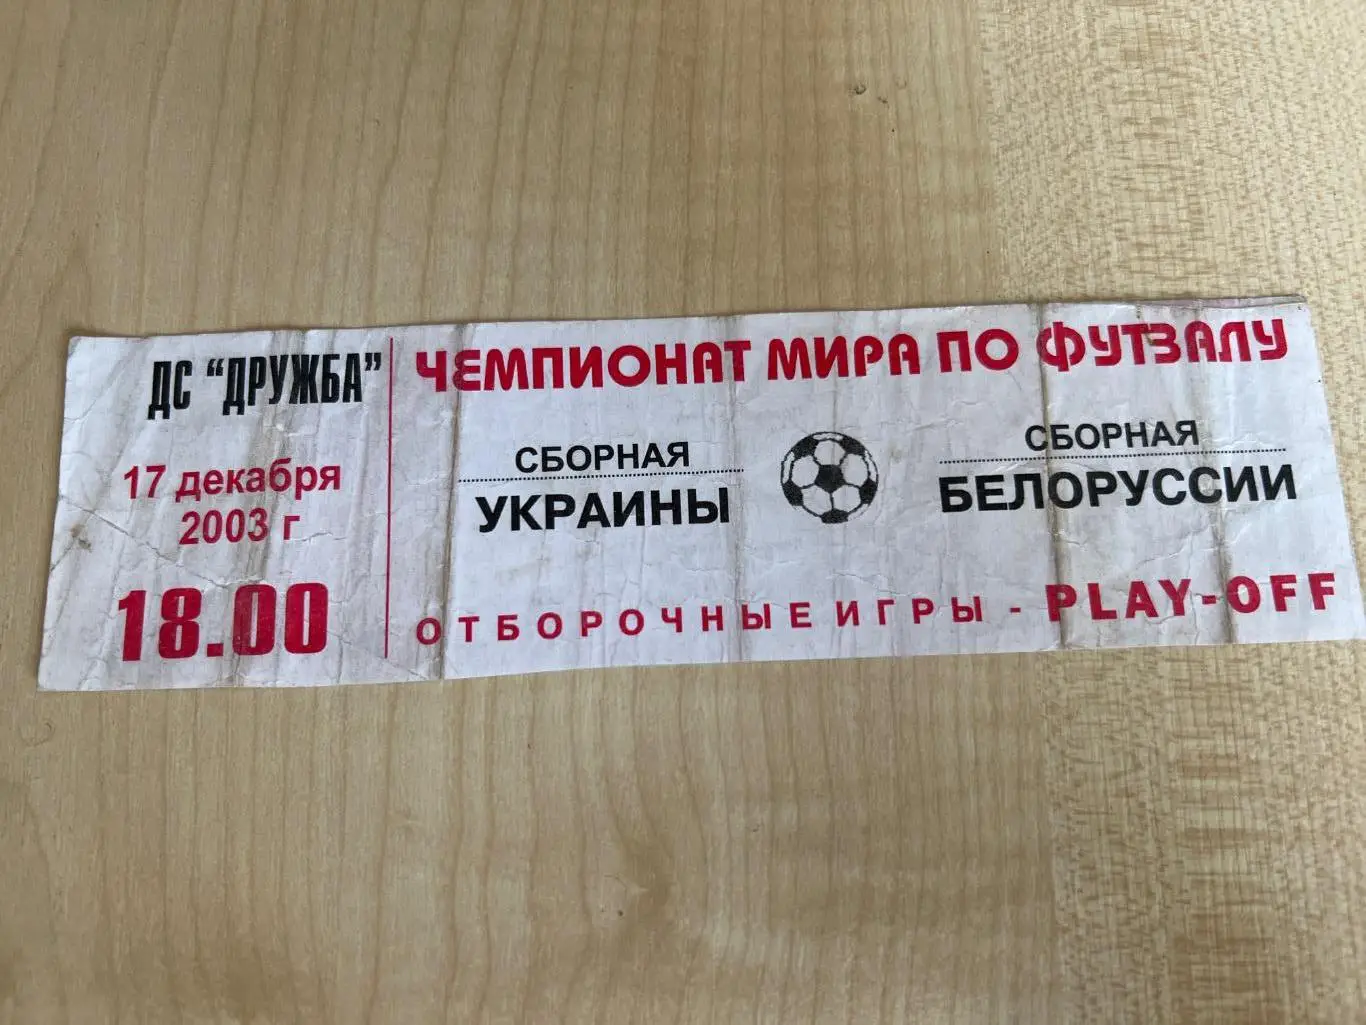 ДС "ДРУЖБА"
17 декабря
2003 г
18.00
ЧЕМПИОНАТ МИРА ПО ФУТЗАЛУ
СБОРНАЯ
УКРАИНЫ
СБОРНАЯ
БЕЛОРУССИИ
ОТБОРОЧНЫЕ ИГРЫ - PLAY-OFF